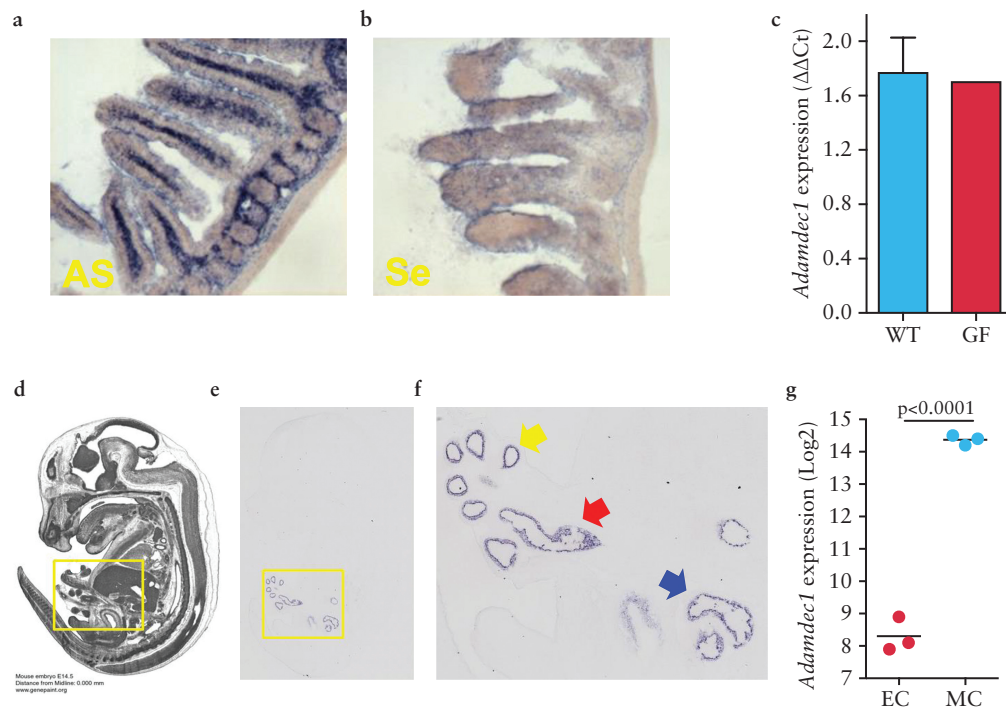 a
b
c
AS
Se
Adamdec1 expression (ΔΔCt)
2.0
1.6
1.2
0.8
0.4
0.0
WT
GF
d
e
f
g
Mouse embryo E14.5
Distance from Midline: 0.000 mm
www.genepaint.org
Adamdec1 expression (Log2)
p<0.0001
15
14
13
12
11
10
9
8
7
EC
MC